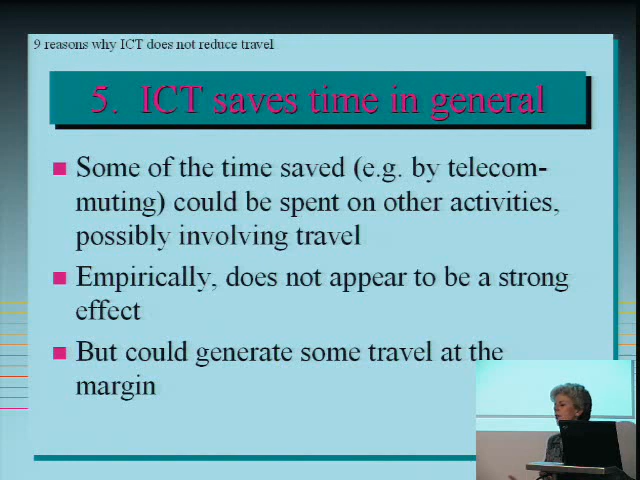 9 reasons why ICT does not reduce travel
5. ICT saves time in general
Some of the time saved (e.g. by telecom-
muting) could be spent on other activities,
possibly involving travel
Empirically, does not appear to be a strong
effect
But could generate some travel at the
margin